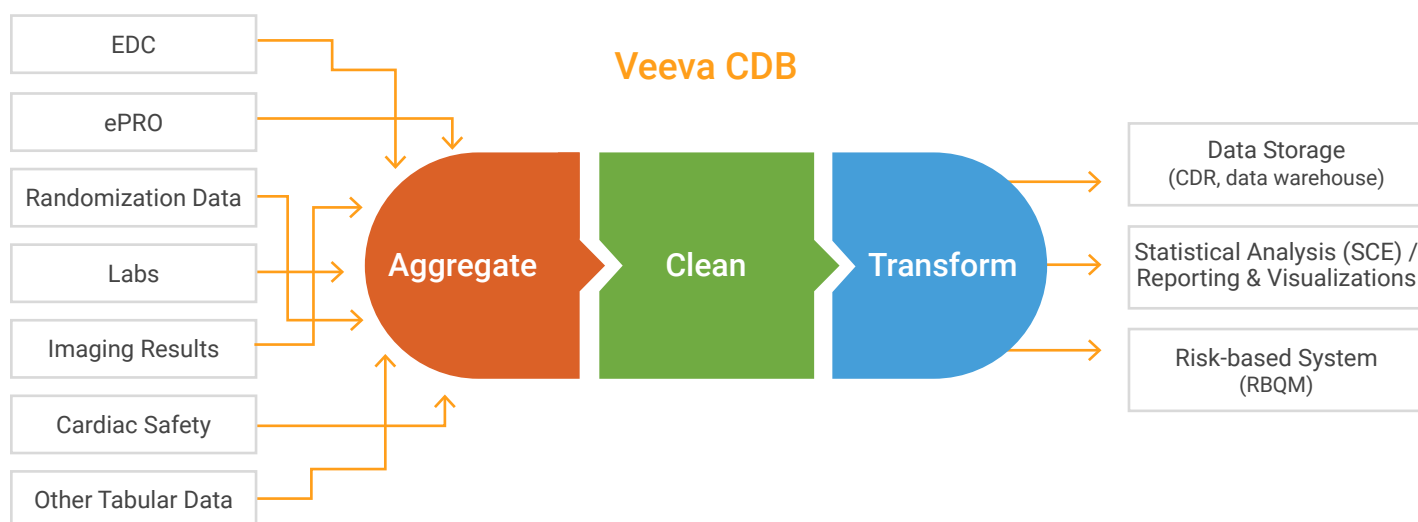 Veeva CDB
EDC
ePRO
Randomization Data
Labs
Imaging Results
Cardiac Safety
Other Tabular Data
Aggregate
Clean
Transform
Data Storage
(CDR, data warehouse)
Statistical Analysis (SCE) /
Reporting & Visualizations
Risk-based System
(RBQM)